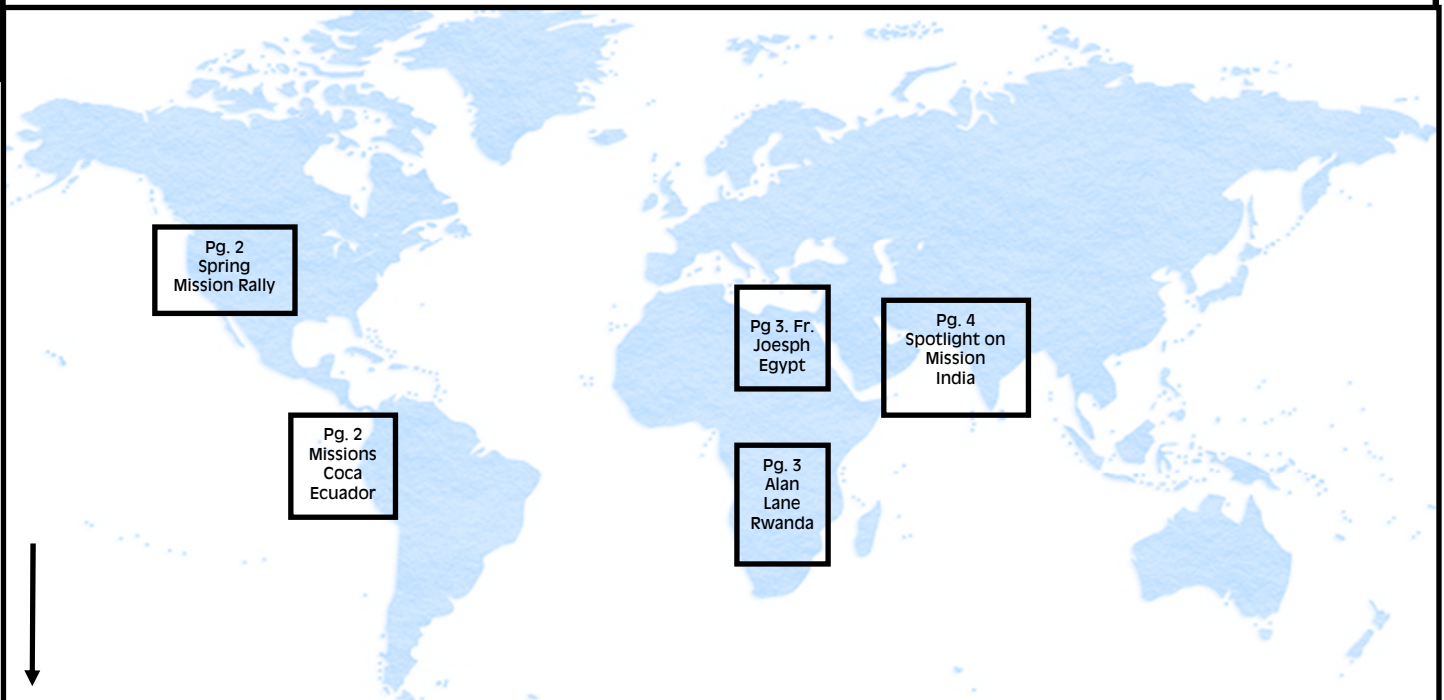 Pg. 2
Spring
Mission Rally
Pg 3. Fr.
Joesph
Egypt
Pg. 4
Spotlight on
Mission
India
Pg. 2
Missions
Coca
Ecuador
Pg. 3
Alan
Lane
Rwanda